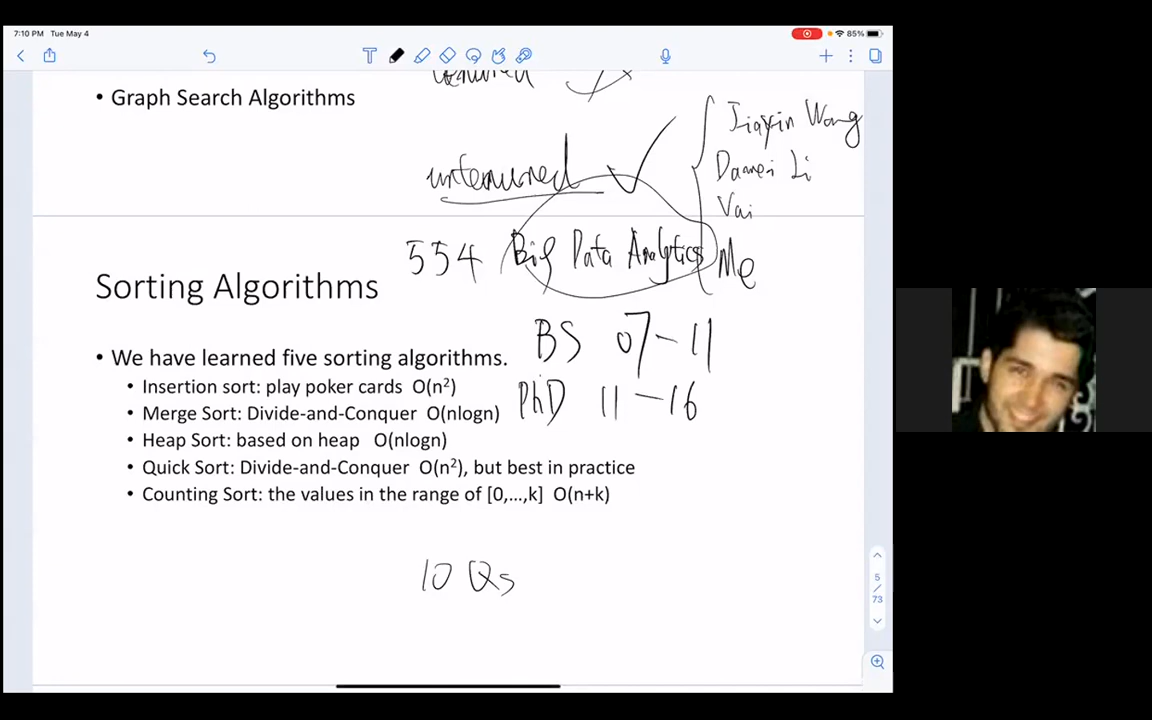 7:10 PM Tue May 4
85%
• Graph Search Algorithms
untenured
Jiayin Wang
Dawei Li
Vai
Me
554 Big Data Analytics
Sorting Algorithms
BS 07-11
PhD 11-16
• We have learned five sorting algorithms.
• Insertion sort: play poker cards O(n²)
• Merge Sort: Divide-and-Conquer O(nlogn)
• Heap Sort: based on heap O(nlogn)
• Quick Sort: Divide-and-Conquer O(n²), but best in practice
• Counting Sort: the values in the range of [0,…,k] O(n+k)
10 Qs
5
/
73